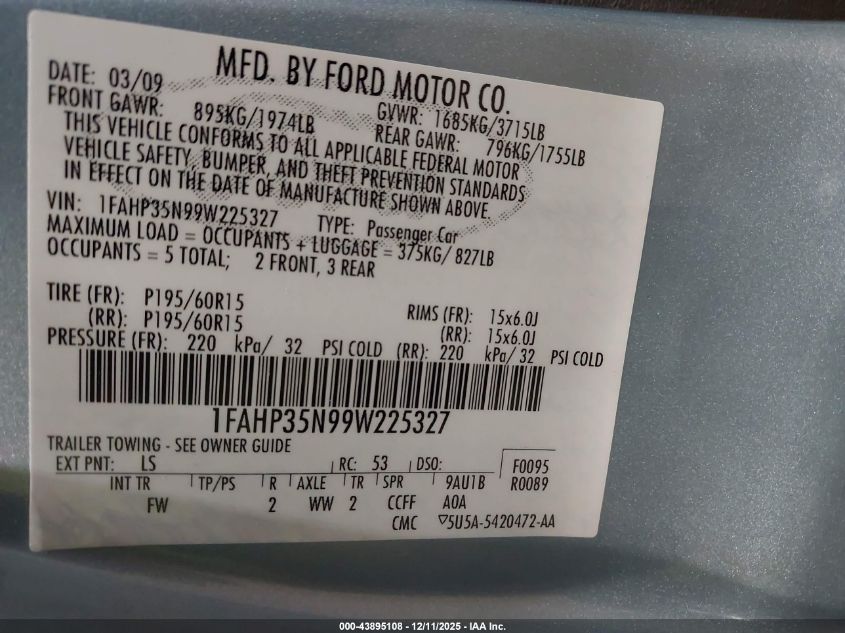 MFD. BY FORD MOTOR CO.
DATE: 03/09 GVWR: 1685KG/3715LB
FRONT GAWR: 895KG/1974LB REAR GAWR: 796KG/1755LB
THIS VEHICLE CONFORMS TO ALL APPLICABLE FEDERAL MOTOR
VEHICLE SAFETY, BUMPER, AND THEFT PREVENTION STANDARDS
IN EFFECT ON THE DATE OF MANUFACTURE SHOWN ABOVE.
VIN: 1FAHP35N99W225327 TYPE: Passenger Car
MAXIMUM LOAD = OCCUPANTS + LUGGAGE = 375KG/ 827LB
OCCUPANTS = 5 TOTAL; 2 FRONT, 3 REAR
TIRE (FR): P195/60R15 RIMS (FR): 15x6.0J
(RR): P195/60R15 (RR): 15x6.0J
PRESSURE (FR): 220 kPa/ 32 PSI COLD (RR): 220 kPa/ 32 PSI COLD
1FAHP35N99W225327
TRAILER TOWING - SEE OWNER GUIDE
EXT PNT: LS RC: 53 DSO: F0095
INT TR TP/PS R AXLE TR SPR 9AU1B R0089
FW 2 WW 2 CCFF A0A
CMC ▽5U5A-5420472-AA
000-43895108 - 12/11/2025 - IAA Inc.